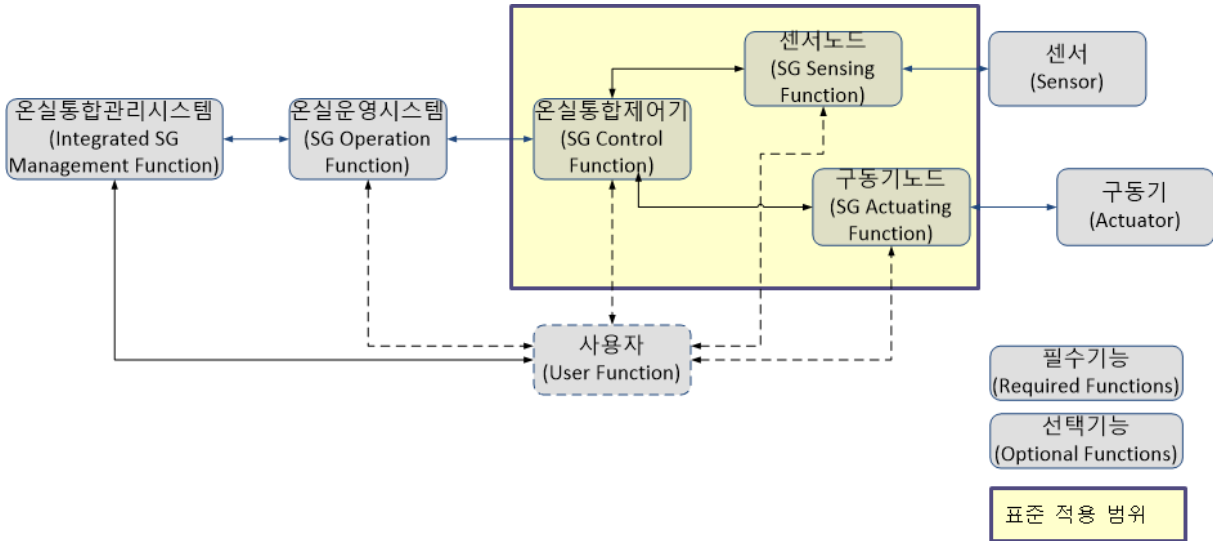 센서노드
(SG Sensing
Function)
센서
(Sensor)
온실통합관리시스템
(Integrated SG
Management Function)
온실운영시스템
(SG Operation
Function)
온실통합제어기
(SG Control
Function)
구동기노드
(SG Actuating
Function)
구동기
(Actuator)
사용자
(User Function)
필수기능
(Required Functions)
선택기능
(Optional Functions)
표준 적용 범위